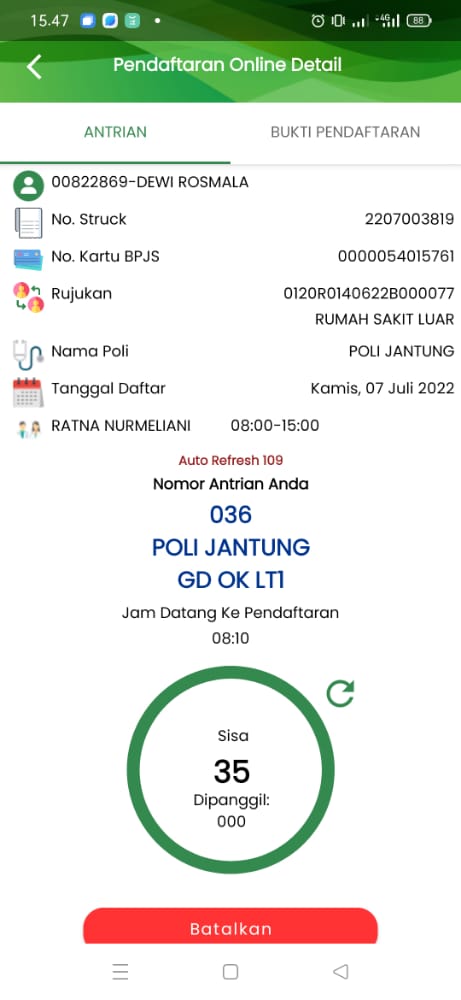 15.47
4G
88
Pendaftaran Online Detail
ANTRIAN BUKTI PENDAFTARAN
00822869-DEWI ROSMALA
No. Struck 2207003819
No. Kartu BPJS 0000054015761
Rujukan 0120R0140622B000077
RUMAH SAKIT LUAR
Nama Poli POLI JANTUNG
Tanggal Daftar Kamis, 07 Juli 2022
RATNA NURMELIANI 08:00-15:00
Auto Refresh 109
Nomor Antrian Anda
036
POLI JANTUNG
GD OK LT1
Jam Datang Ke Pendaftaran
08:10
Sisa
35
Dipanggil:
000
Batalkan